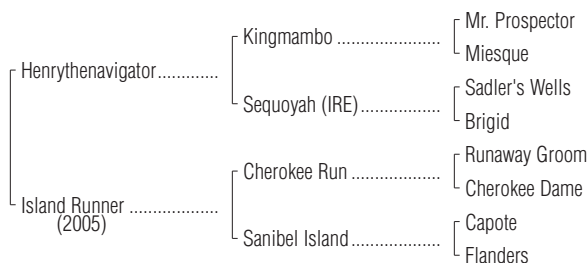 Mr. Prospector
Kingmambo ....................
Miesque
Henrythenavigator.............
Sadler's Wells
Sequoyah (IRE)................
Brigid
Runaway Groom
Cherokee Run ..................
Cherokee Dame
Island Runner ..................
(2005)
Capote
Sanibel Island..................
Flanders